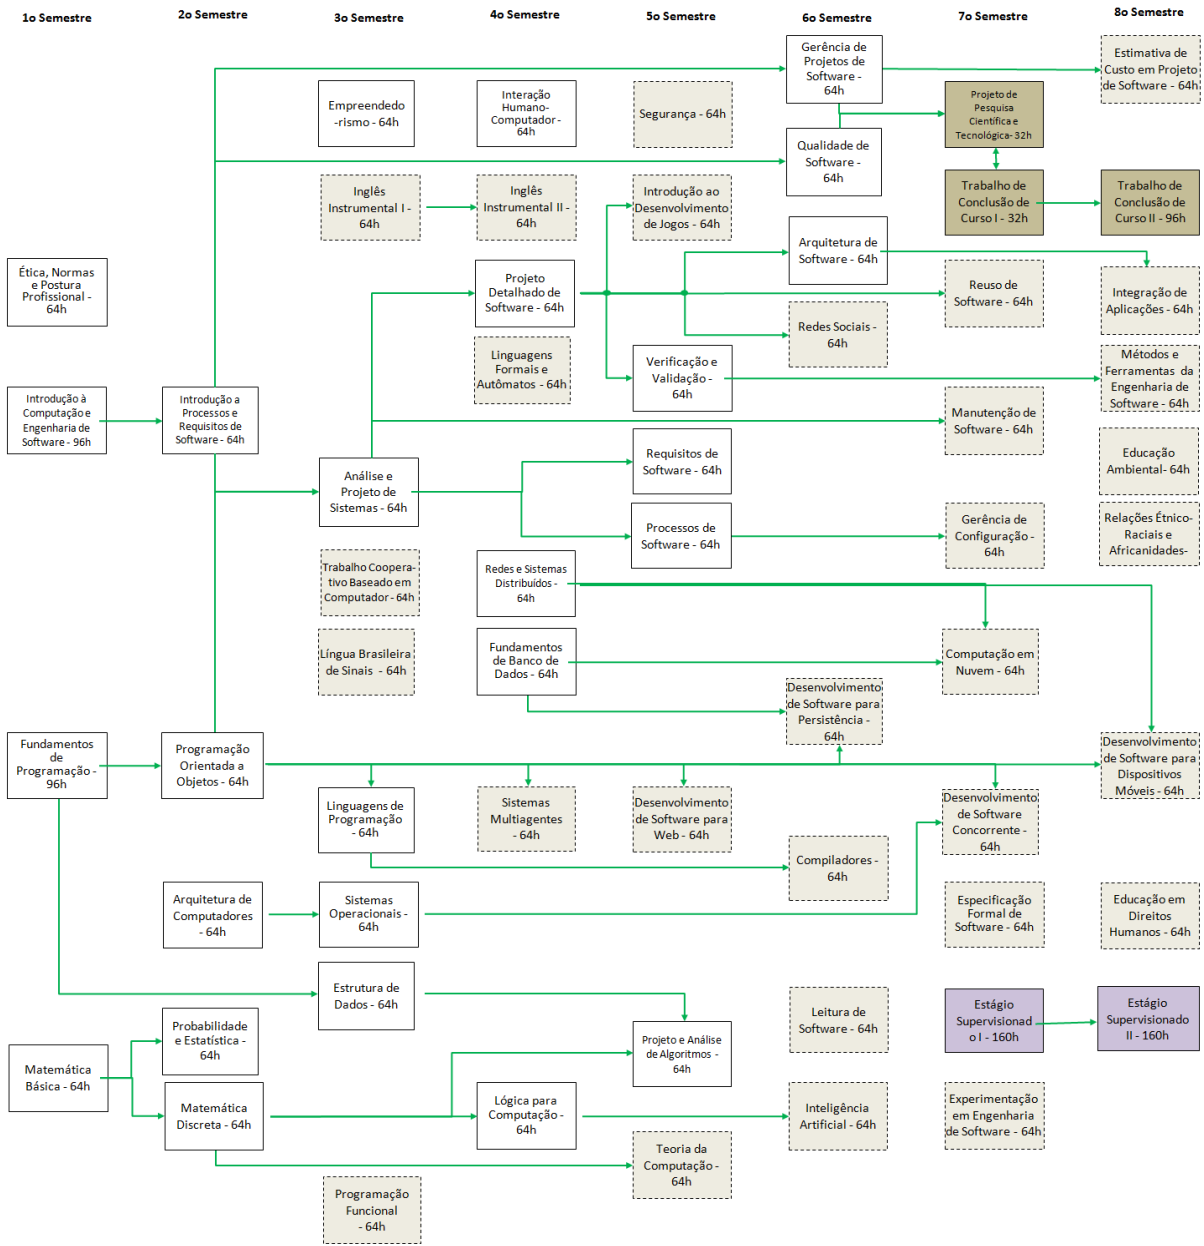 1o Semestre
2o Semestre
3o Semestre
4o Semestre
5o Semestre
6o Semestre
7o Semestre
8o Semestre
Ética, Normas
e Postura
Profissional -
64h
Introdução à
Computação e
Engenharia de
Software - 96h
Fundamentos
de
Programação -
96h
Matemática
Básica - 64h
Introdução a
Processos e
Requisitos de
Software - 64h
Programação
Orientada a
Objetos - 64h
Arquitetura de
Computadores
- 64h
Probabilidade
e Estatística -
64h
Matemática
Discreta - 64h
Empreendedo
-rismo - 64h
Inglês
Instrumental I -
64h
Análise e
Projeto de
Sistemas - 64h
Trabalho Coopera-
tivo Baseado em
Computador - 64h
Língua Brasileira
de Sinais - 64h
Linguagens de
Programação -
64h
Sistemas
Operacionais -
64h
Estrutura de
Dados - 64h
Programação
Funcional
- 64h
Interação
Humano-
Computador -
64h
Inglês
Instrumental II -
64h
Projeto
Detalhado de
Software - 64h
Linguagens
Formais e
Autômatos - 64h
Redes e Sistemas
Distribuídos -
64h
Fundamentos
de Banco de
Dados - 64h
Sistemas
Multiagentes
- 64h
Lógica para
Computação -
64h
Segurança - 64h
Introdução ao
Desenvolvimento
de Jogos - 64h
Verificação e
Validação -
64h
Requisitos de
Software - 64h
Processos de
Software - 64h
Desenvolvimento
de Software para
Web - 64h
Projeto e Análise
de Algoritmos -
64h
Teoria da
Computação -
64h
Gerência de
Projetos de
Software -
64h
Qualidade de
Software -
64h
Arquitetura de
Software - 64h
Redes Sociais -
64h
Desenvolvimento
de Software para
Persistência -
64h
Compiladores -
64h
Leitura de
Software - 64h
Inteligência
Artificial - 64h
Projeto de
Pesquisa
Científica e
Tecnológica- 32h
Trabalho de
Conclusão de
Curso I - 32h
Reuso de
Software - 64h
Manutenção de
Software - 64h
Gerência de
Configuração -
64h
Computação em
Nuvem - 64h
Desenvolvimento
de Software
Concorrente -
64h
Especificação
Formal de
Software - 64h
Estágio
Supervisionad
o I - 160h
Experimentação
em Engenharia
de Software - 64h
Estimativa de
Custo em Projeto
de Software - 64h
Trabalho de
Conclusão de
Curso II - 96h
Integração de
Aplicações - 64h
Métodos e
Ferramentas da
Engenharia de
Software - 64h
Educação
Ambiental- 64h
Relações Étnico-
Raciais e
Africanidades-
Desenvolvimento
de Software para
Dispositivos
Móveis - 64h
Educação em
Direitos
Humanos - 64h
Estágio
Supervisionado
II - 160h